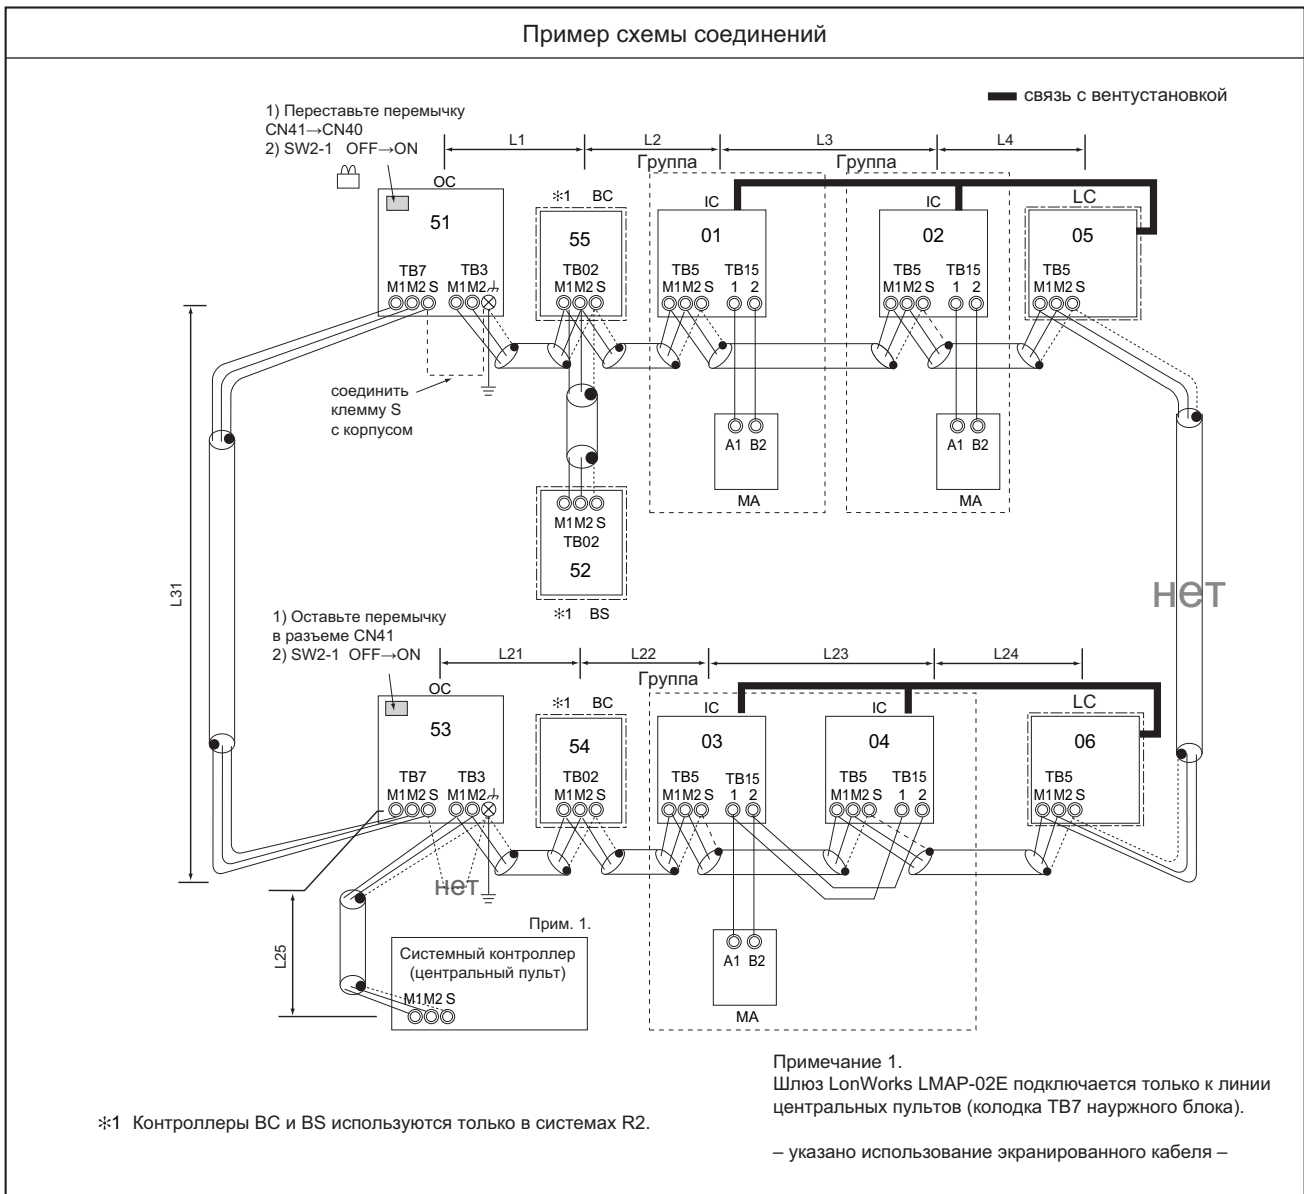 Пример схемы соединений
связь с вентустановкой
1) Переставьте перемычку
CN41→CN40
2) SW2-1 OFF→ON
L1
L2
L3
L4
Группа
Группа
OC
✻1 BC
IC
IC
LC
51
55
01
02
05
TB7
TB3
TB02
TB5
TB15
TB5
TB15
TB5
M1 M2 S
M1 M2
M1 M2 S
M1 M2 S
1 2
M1 M2 S
1 2
M1 M2 S
соединить
клемму S
с корпусом
A1 B2
A1 B2
MA
MA
M1 M2 S
TB02
52
✻1 BS
L31
нет
1) Оставьте перемычку
в разъеме CN41
2) SW2-1 OFF→ON
L21
L22
L23
L24
Группа
OC
✻1 BC
IC
IC
LC
53
54
03
04
06
TB7
TB3
TB02
TB5
TB15
TB5
TB15
TB5
M1 M2 S
M1 M2
M1 M2 S
M1 M2 S
1 2
M1 M2 S
1 2
M1 M2 S
нет
L25
Прим. 1.
Системный контроллер
(центральный пульт)
M1 M2 S
A1 B2
MA
Примечание 1.
Шлюз LonWorks LMAP-02E подключается только к линии
центральных пультов (колодка TB7 наружного блока).
✻1 Контроллеры BC и BS используются только в системах R2.
– указано использование экранированного кабеля –